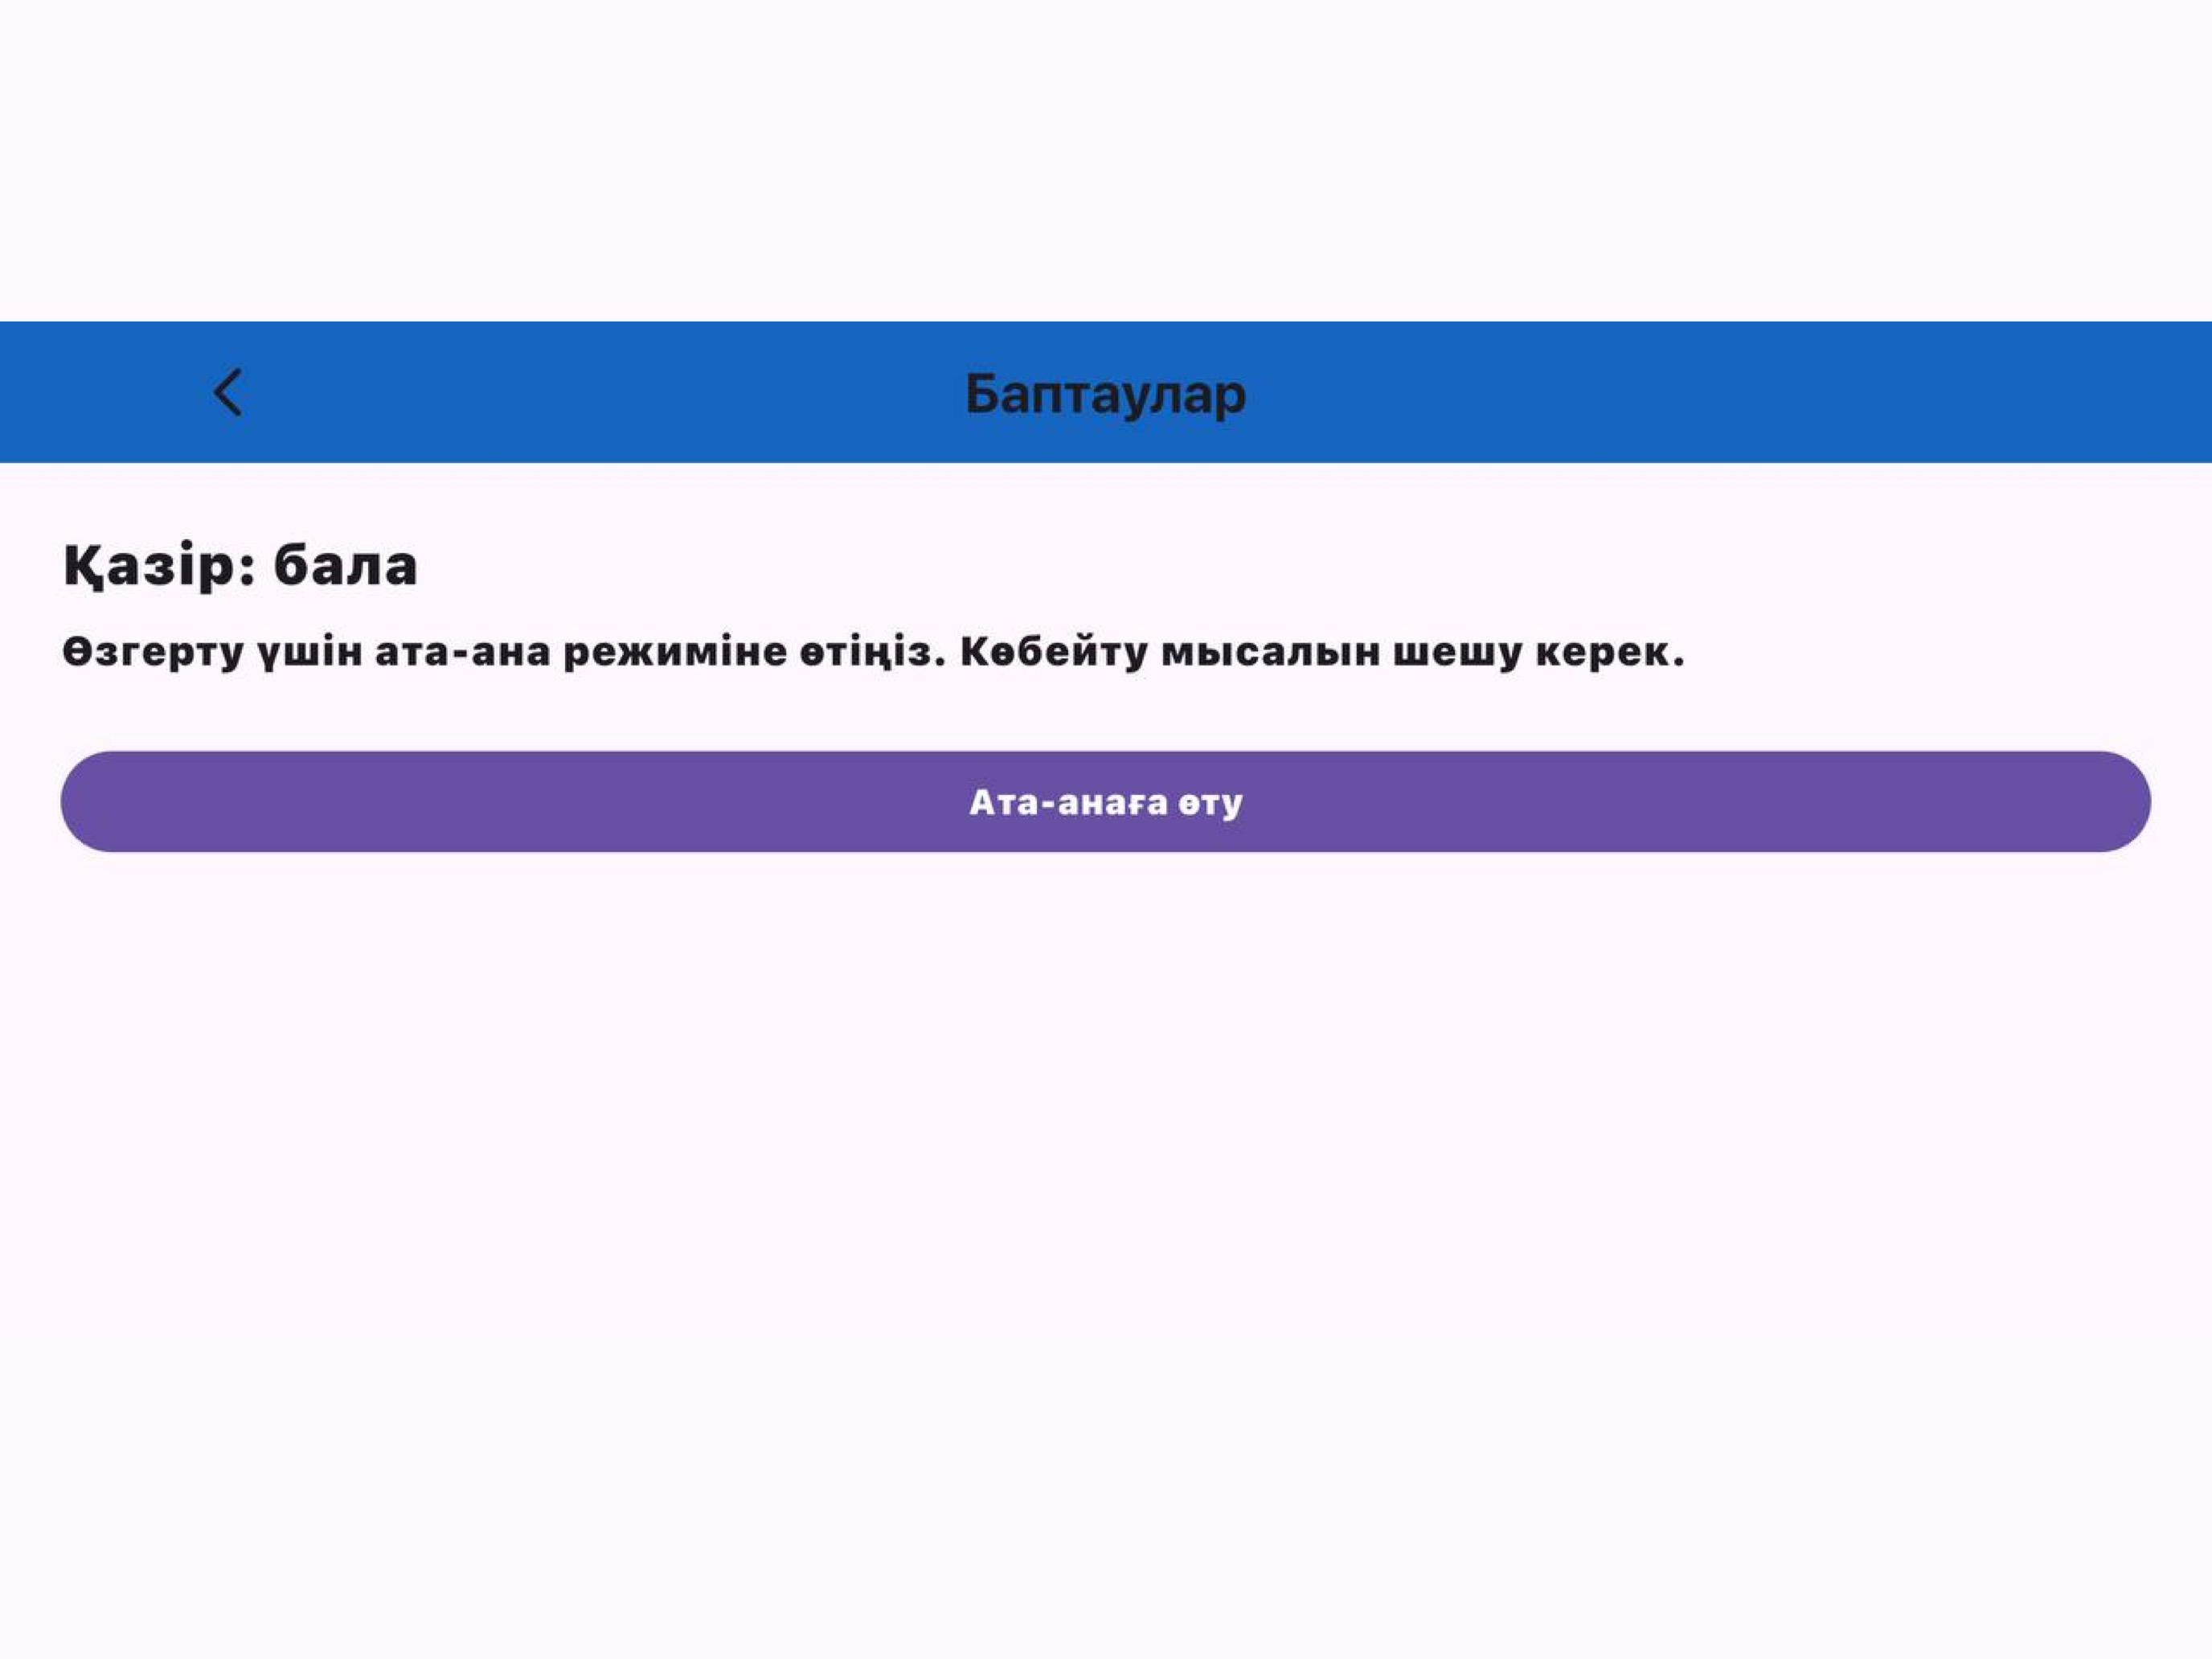 Баптаулар
Қазір: бала
Өзгерту үшін ата-ана режиміне өтіңіз. Көбейту мысалын шешу керек.
Ата-анаға өту